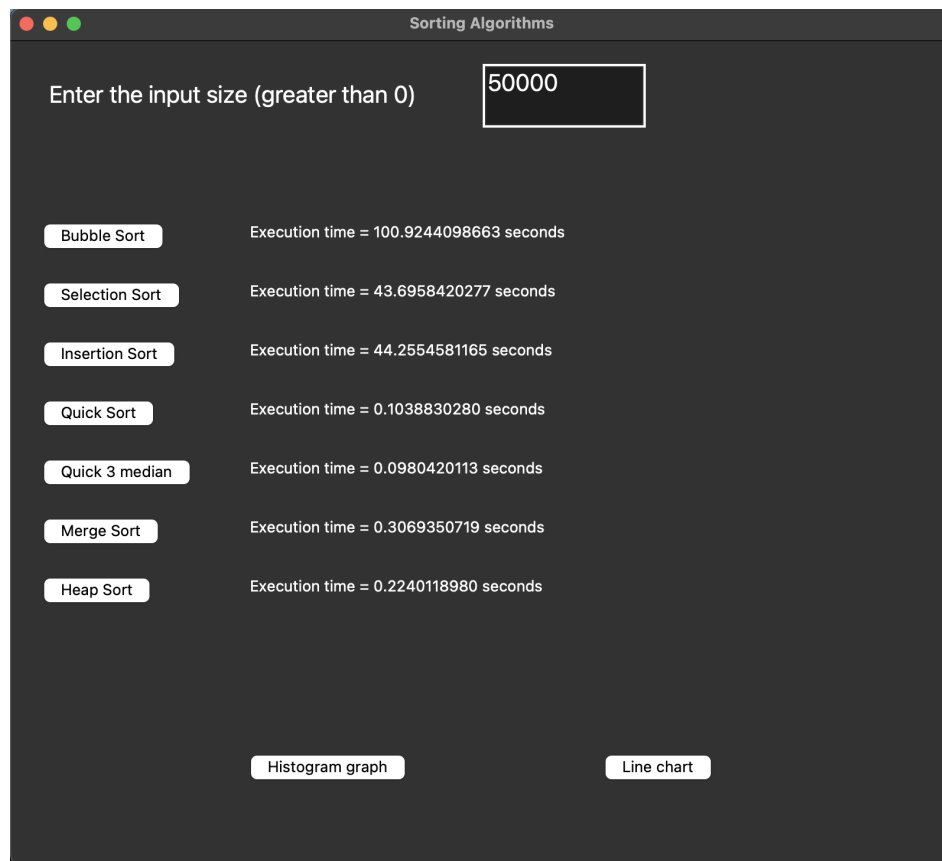 Sorting Algorithms
Enter the input size (greater than 0)
50000
Bubble Sort
Execution time = 100.9244098663 seconds
Selection Sort
Execution time = 43.6958420277 seconds
Insertion Sort
Execution time = 44.2554581165 seconds
Quick Sort
Execution time = 0.1038830280 seconds
Quick 3 median
Execution time = 0.0980420113 seconds
Merge Sort
Execution time = 0.3069350719 seconds
Heap Sort
Execution time = 0.2240118980 seconds
Histogram graph
Line chart